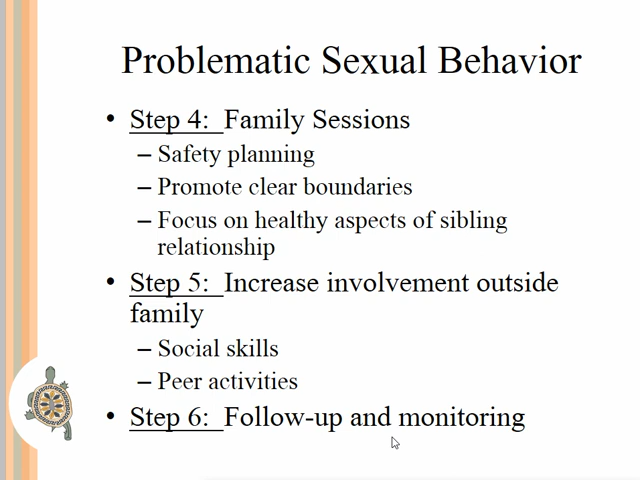 Problematic Sexual Behavior
• Step 4: Family Sessions
– Safety planning
– Promote clear boundaries
– Focus on healthy aspects of sibling
relationship
• Step 5: Increase involvement outside
family
– Social skills
– Peer activities
• Step 6: Follow-up and monitoring